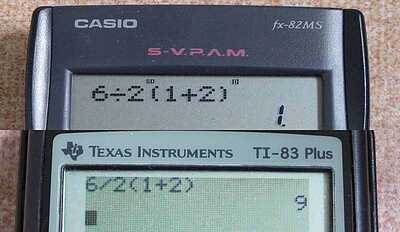 CASIO fx-82MS
S-V.P.A.M.
6÷2(1+2)
1.
TEXAS INSTRUMENTS TI-83 Plus
6/2(1+2)
9